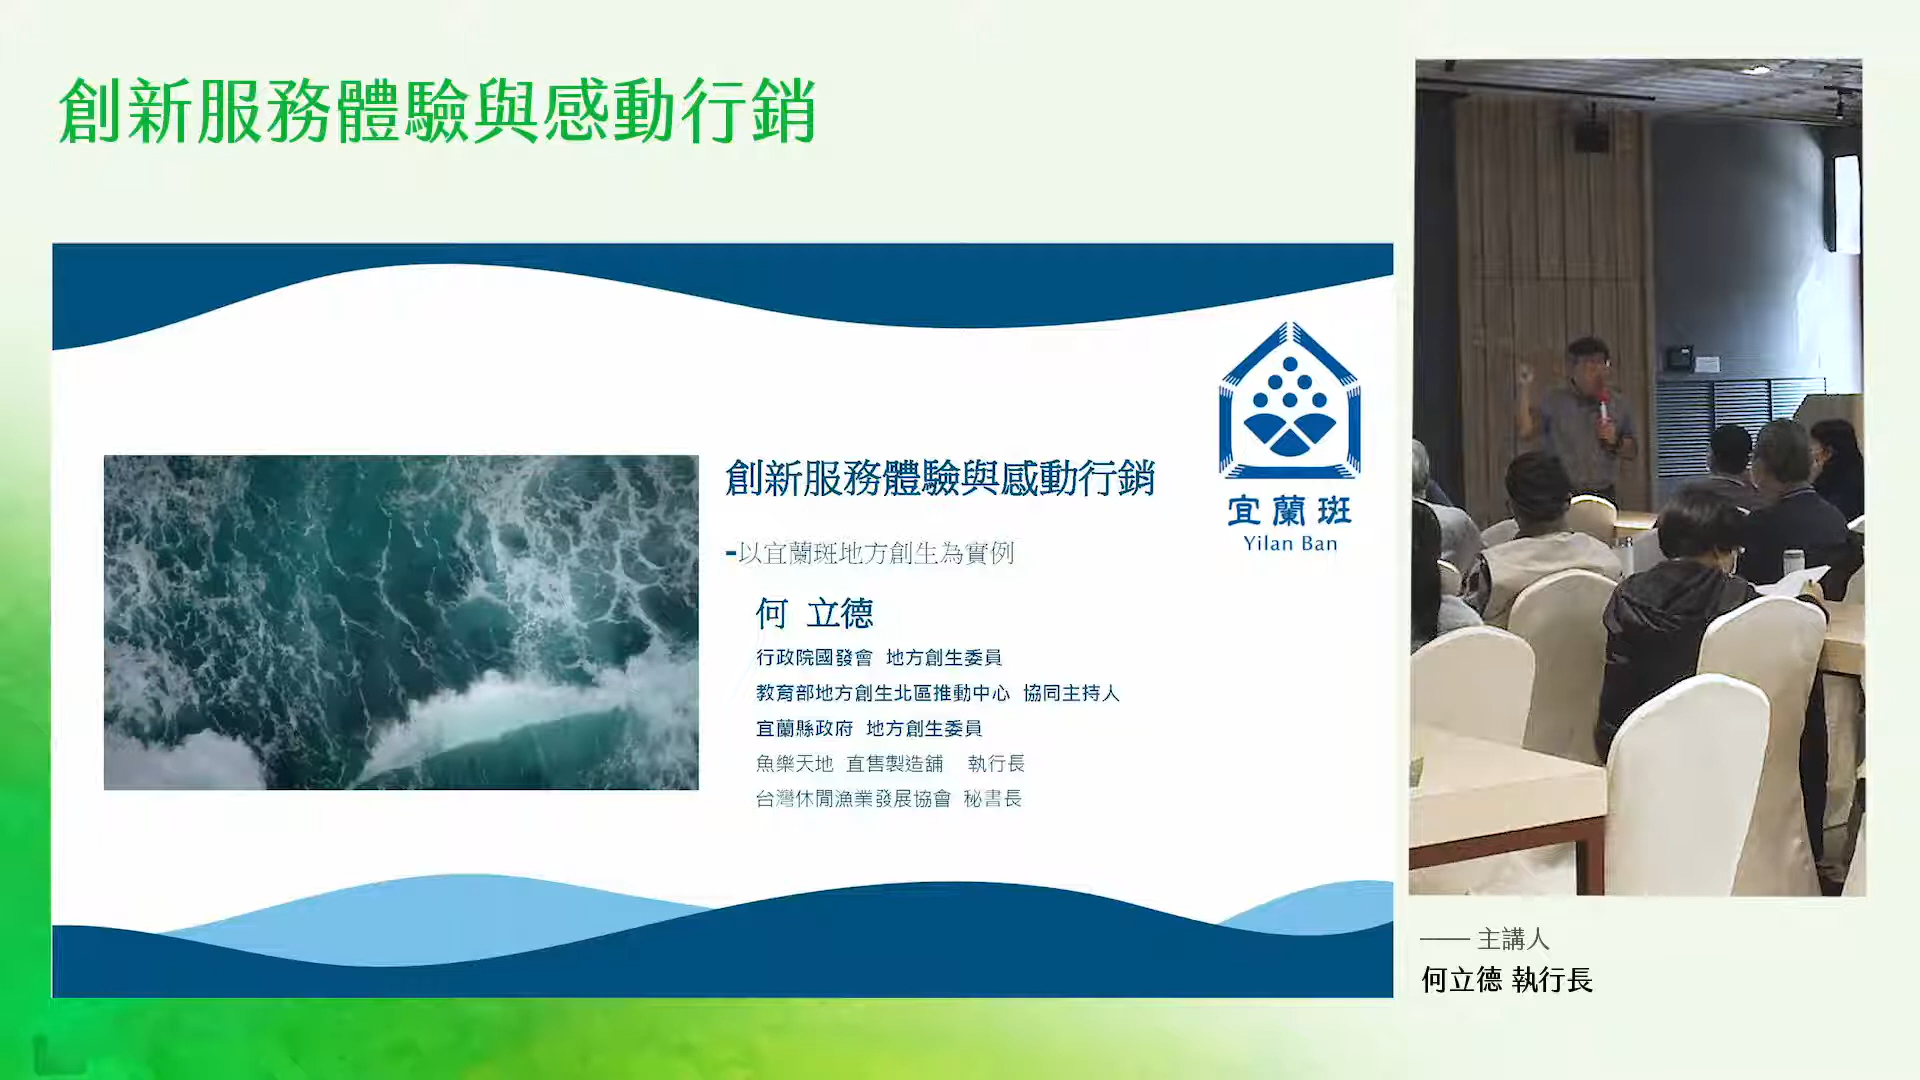 創新服務體驗與感動行銷
創新服務體驗與感動行銷
-以宜蘭斑地方創生為實例
何 立德
行政院國發會 地方創生委員
教育部地方創生北區推動中心 協同主持人
宜蘭縣政府 地方創生委員
魚樂天地 直售製造舖 執行長
台灣休閒漁業發展協會 秘書長
宜蘭斑
Yilan Ban
—— 主講人
何立德 執行長